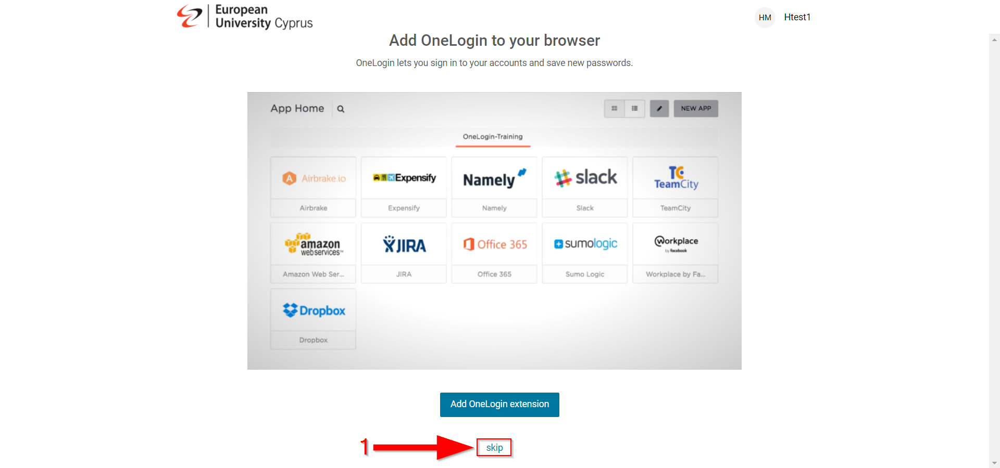 European
University Cyprus
HM
Htest1
Add OneLogin to your browser
OneLogin lets you sign in to your accounts and save new passwords.
App Home
NEW APP
OneLogin-Training
Airbrake.io
Expensify
Namely
slack
TeamCity
Airbrake
Expensify
Namely
Slack
TeamCity
amazon
web services™
JIRA
Office 365
sumologic
Workplace
by facebook
Amazon Web Ser...
JIRA
Office 365
Sumo Logic
Workplace by Fa...
Dropbox
Dropbox
Add OneLogin extension
1
skip